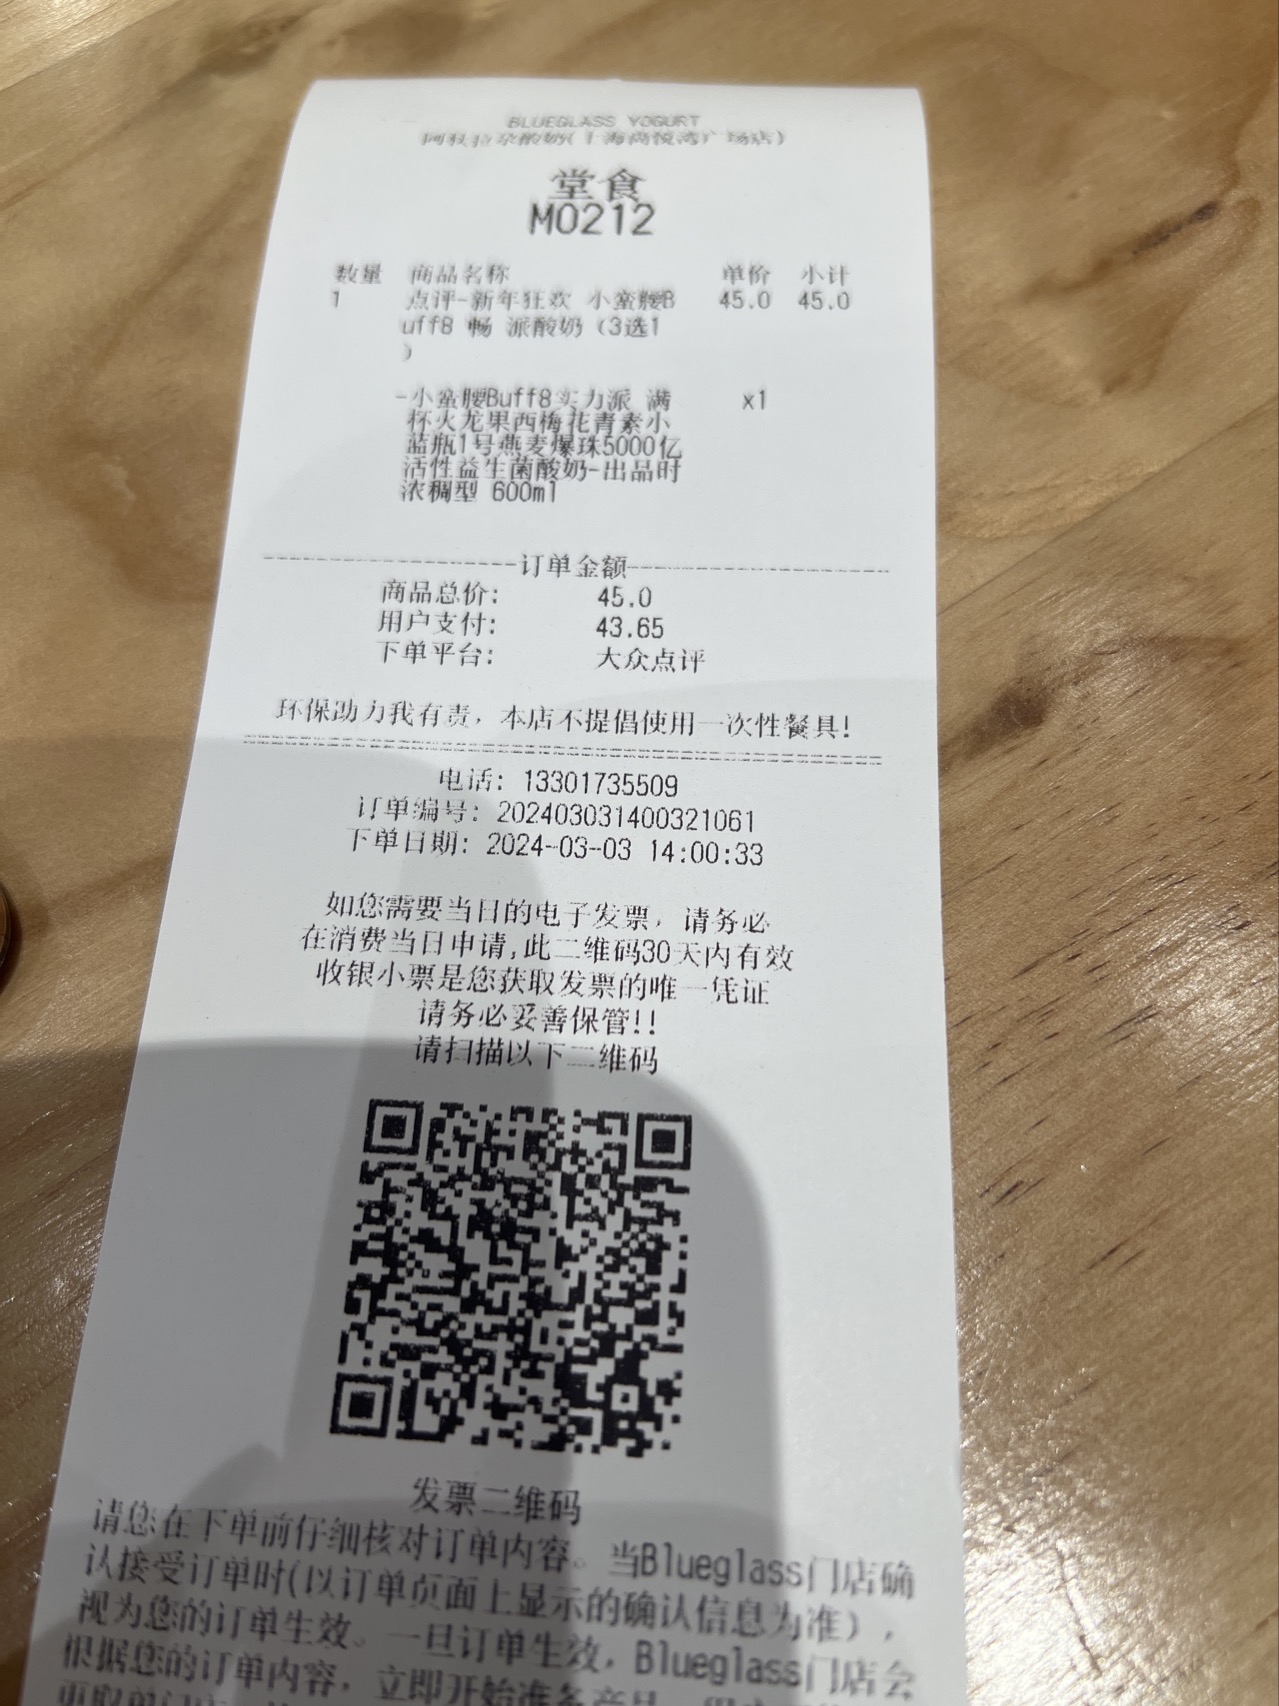 BLUEGLASS YOGURT
阿秋拉尕酸奶(上海尚悦湾广场店)
堂食
M0212
数量 商品名称 单价 小计
1 点评-新年狂欢 小蛮腰B 45.0 45.0
uff8 畅 派酸奶（3选1
）
-小蛮腰Buff8实力派 满 x1
杯火龙果西梅花青素小
蓝瓶1号燕麦爆珠5000亿
活性益生菌酸奶-出品时
浓稠型 600ml
订单金额
商品总价: 45.0
用户支付: 43.65
下单平台: 大众点评
环保助力我有责，本店不提倡使用一次性餐具!
电话: 13301735509
订单编号: 202403031400321061
下单日期: 2024-03-03 14:00:33
如您需要当日的电子发票，请务必
在消费当日申请,此二维码30天内有效
收银小票是您获取发票的唯一凭证
请务必妥善保管!!
请扫描以下二维码
发票二维码
请您在下单前仔细核对订单内容。当Blueglass门店确
认接受订单时(以订单页面上显示的确认信息为准)，
视为您的订单生效。一旦订单生效，Blueglass门店会
根据您的订单内容，立即开始准备产品